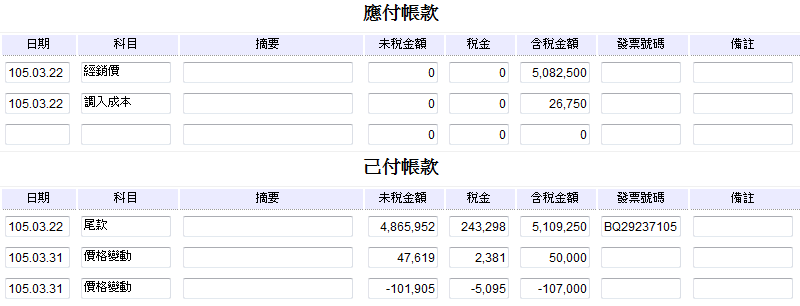 應付帳款
日期 科目 摘要 未稅金額 稅金 含稅金額 發票號碼 備註
105.03.22 經銷價 0 0 5,082,500
105.03.22 調入成本 0 0 26,750
0 0 0
已付帳款
日期 科目 摘要 未稅金額 稅金 含稅金額 發票號碼 備註
105.03.22 尾款 4,865,952 243,298 5,109,250 BQ29237105
105.03.31 價格變動 47,619 2,381 50,000
105.03.31 價格變動 -101,905 -5,095 -107,000